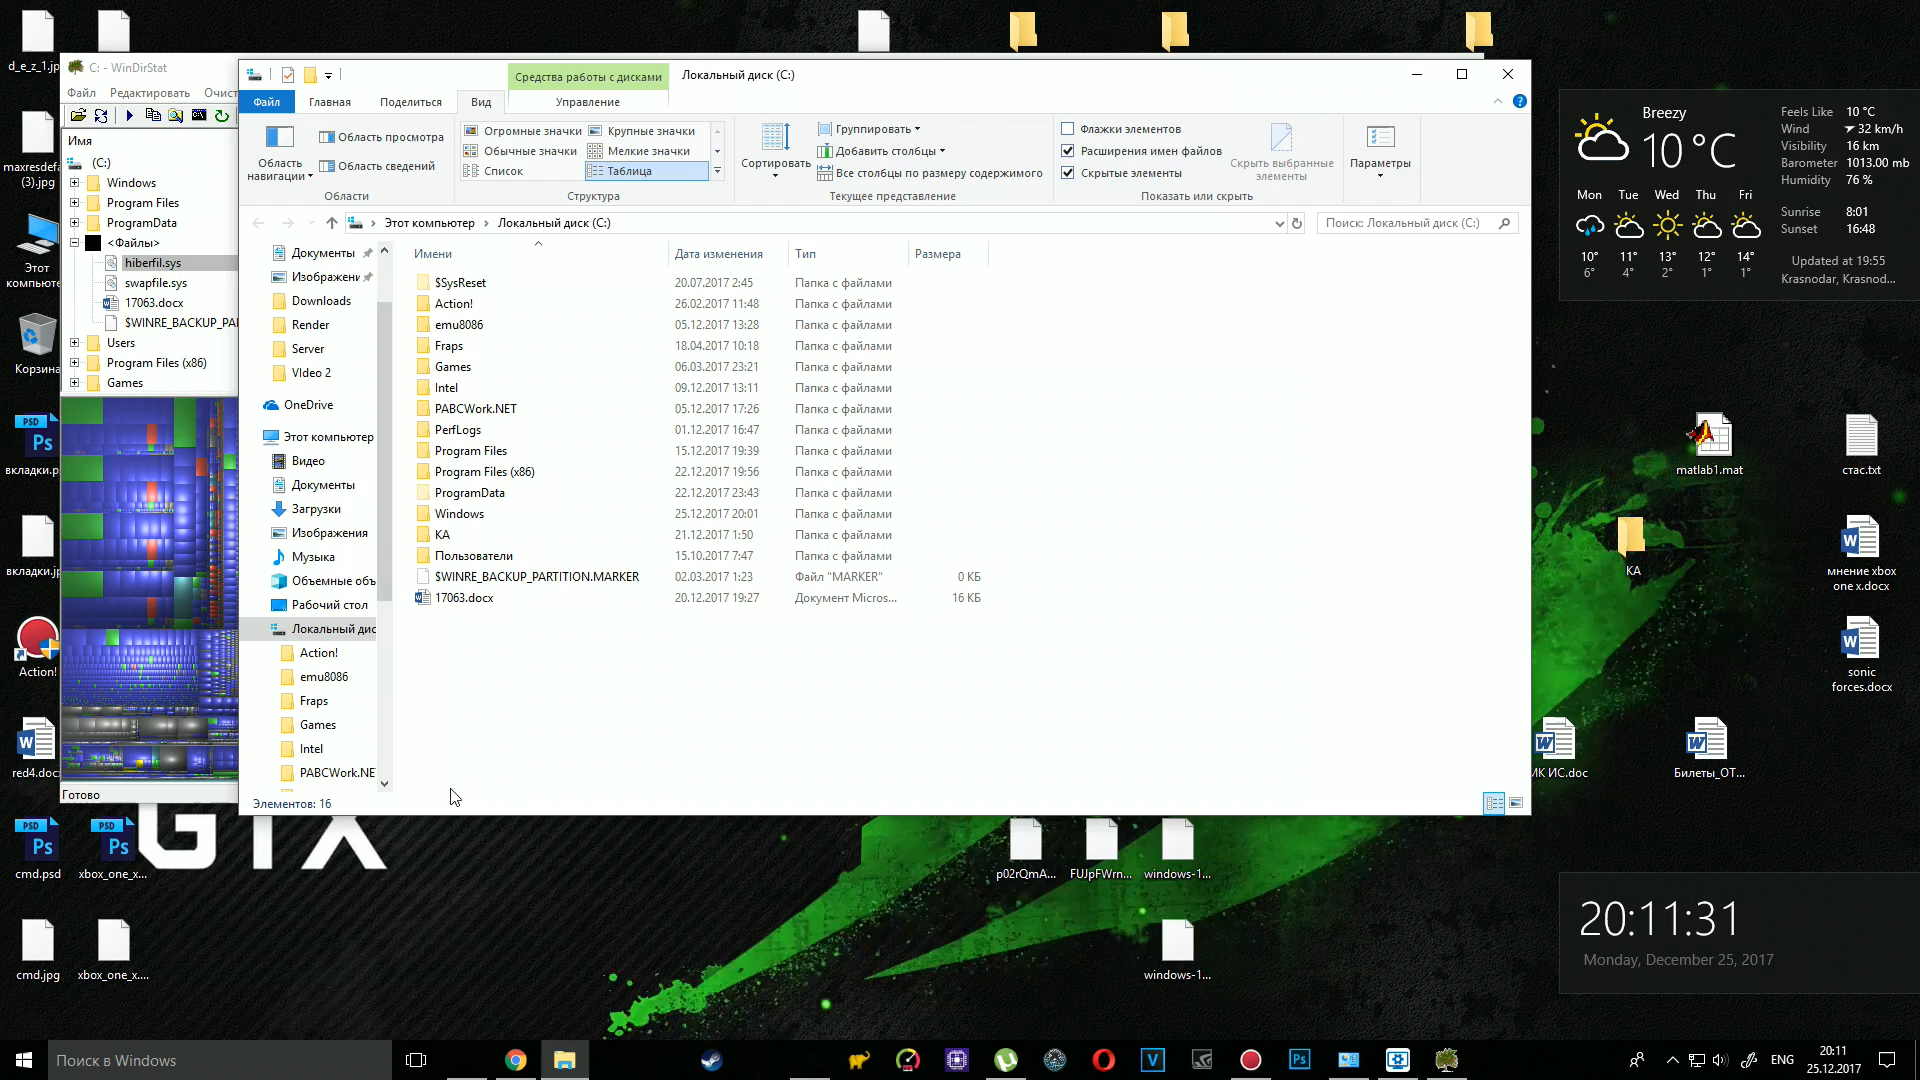 d_e_z_1.jp
maxresdefa
(3).jpg
Этот
компьюте
Корзина
вкладки.p
вкладки.jp
Action!
red4.doc
cmd.psd
xbox_one_x...
cmd.jpg
xbox_one_x....
C: - WinDirStat
Файл
Редактировать
Очист
Имя
(C:)
Windows
Program Files
ProgramData
<Файлы>
hiberfil.sys
swapfile.sys
17063.docx
$WINRE_BACKUP_PA
Users
Program Files (x86)
Games
Готово
Средства работы с дисками
Локальный диск (C:)
Файл
Главная
Поделиться
Вид
Управление
Область
навигации
Область просмотра
Область сведений
Области
Огромные значки
Крупные значки
Обычные значки
Мелкие значки
Список
Таблица
Структура
Сортировать
Группировать
Добавить столбцы
Все столбцы по размеру содержимого
Текущее представление
Флажки элементов
Расширения имен файлов
Скрытые элементы
Скрыть выбранные
элементы
Показать или скрыть
Параметры
Этот компьютер
Локальный диск (C:)
Поиск: Локальный диск (C:)
Документы
Изображени
Downloads
Render
Server
VIdeo 2
OneDrive
Этот компьютер
Видео
Документы
Загрузки
Изображения
Музыка
Объемные объ
Рабочий стол
Локальный дис
Action!
emu8086
Fraps
Games
Intel
PABCWork.NE
Элементов: 16
Имени Дата изменения Тип Размера
$SysReset 20.07.2017 2:45 Папка с файлами
Action! 26.02.2017 11:48 Папка с файлами
emu8086 05.12.2017 13:28 Папка с файлами
Fraps 18.04.2017 10:18 Папка с файлами
Games 06.03.2017 23:21 Папка с файлами
Intel 09.12.2017 13:11 Папка с файлами
PABCWork.NET 05.12.2017 17:26 Папка с файлами
PerfLogs 01.12.2017 16:47 Папка с файлами
Program Files 15.12.2017 19:39 Папка с файлами
Program Files (x86) 22.12.2017 19:56 Папка с файлами
ProgramData 22.12.2017 23:43 Папка с файлами
Windows 25.12.2017 20:01 Папка с файлами
КА 21.12.2017 1:50 Папка с файлами
Пользователи 15.10.2017 7:47 Папка с файлами
$WINRE_BACKUP_PARTITION.MARKER 02.03.2017 1:23 Файл "MARKER" 0 КБ
17063.docx 20.12.2017 19:27 Документ Micros... 16 КБ
Breezy
10 °C
Feels Like 10 °C
Wind 32 km/h
Visibility 16 km
Barometer 1013.00 mb
Humidity 76 %
Mon Tue Wed Thu Fri
10° 11° 13° 12° 14°
6° 4° 2° 1° 1°
Sunrise 8:01
Sunset 16:48
Updated at 19:55
Krasnodar, Krasnod...
matlab1.mat
стас.txt
КА
мнение xbox
one x.docx
sonic
forces.docx
МК ИС.doc
Билеты_ОТ...
GTX
p02rQmA...
FUJpFWrn...
windows-1...
windows-1...
20:11:31
Monday, December 25, 2017
Поиск в Windows
ENG
20:11
25.12.2017